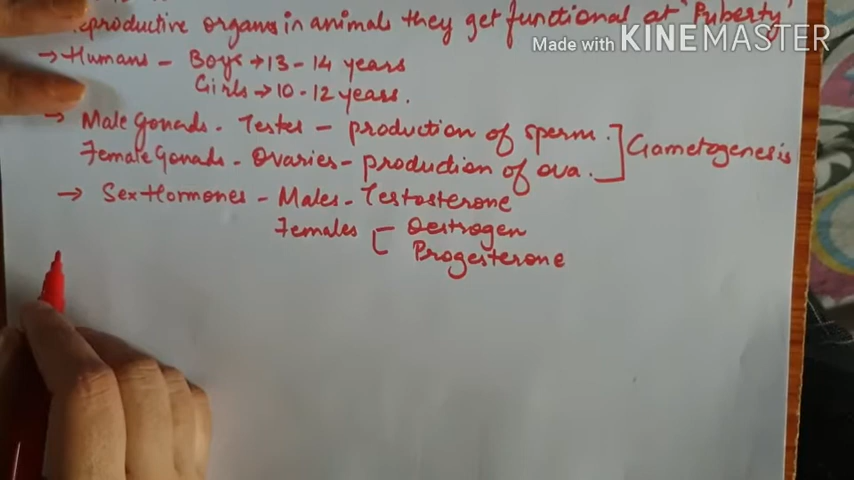 Reproductive organs in animals they get functional at 'Puberty'
Made with KINEMASTER
→ Humans - Boys → 13 - 14 years
Girls → 10 - 12 years.
→ Male Gonads - Testes - production of sperm.
Female Gonads - Ovaries - production of ova. ] Gametogenesis
→ Sex Hormones - Males - Testosterone
Females [ Oestrogen
Progesterone